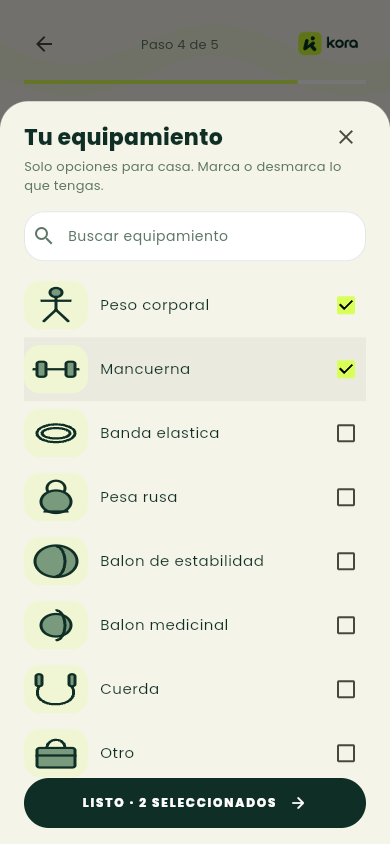 Paso 4 de 5
kora
Tu equipamiento
Solo opciones para casa. Marca o desmarca lo
que tengas.
Buscar equipamiento
Peso corporal
Mancuerna
Banda elastica
Pesa rusa
Balon de estabilidad
Balon medicinal
Cuerda
Otro
LISTO · 2 SELECCIONADOS